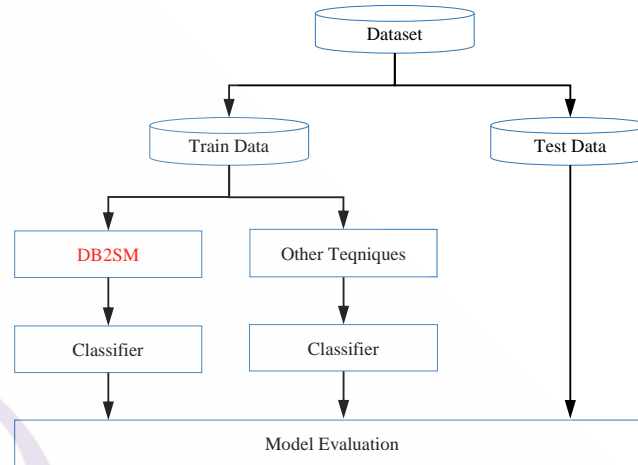 Dataset
Train Data
Test Data
DB2SM
Other Teqniques
Classifier
Classifier
Model Evaluation